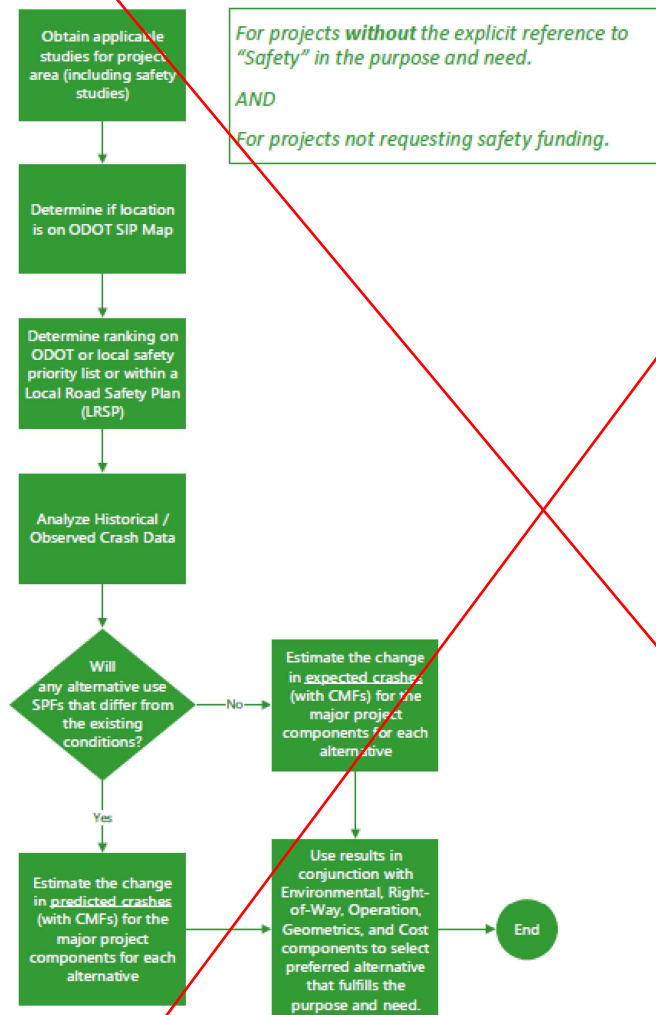 Obtain applicable
studies for project
area (including safety
studies)
For projects without the explicit reference to
“Safety” in the purpose and need.
AND
For projects not requesting safety funding.
Determine if location
is on ODOT SIP Map
Determine ranking on
ODOT or local safety
priority list or within a
Local Road Safety Plan
(LRSP)
Analyze Historical /
Observed Crash Data
Will
any alternative use
SPFs that differ from
the existing
conditions?
No
Estimate the change
in expected crashes
(with CMFs) for the
major project
components for each
alternative
Yes
Estimate the change
in predicted crashes
(with CMFs) for the
major project
components for each
alternative
Use results in
conjunction with
Environmental, Right-
of-Way, Operation,
Geometrics, and Cost
components to select
preferred alternative
that fulfills the
purpose and need.
End